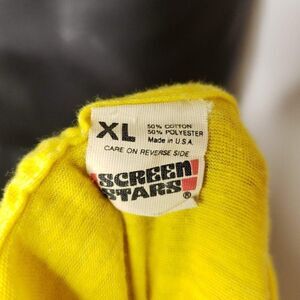 XL
50% COTTON
50% POLYESTER
Made in U.S.A.
CARE ON REVERSE SIDE
SCREEN
STARS®